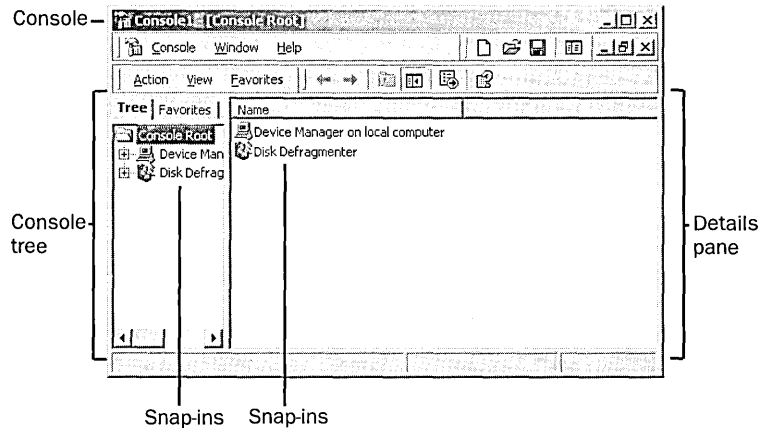 Console
Console1 - [Console Root]
Console Window Help
Action View Favorites
Tree Favorites
Name
Console Root
Device Manager on local computer
Device Man
Disk Defragmenter
Disk Defrag
Console
tree
Details
pane
Snap-ins Snap-ins